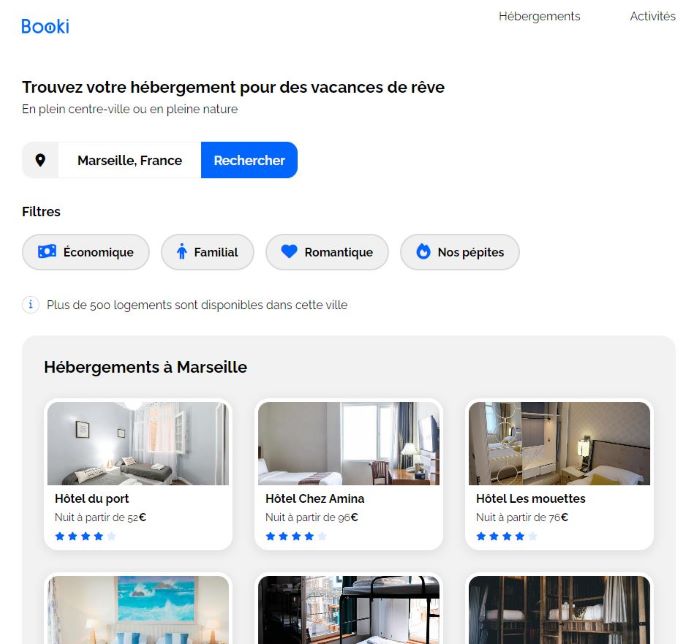 Booki
Hébergements Activités
Trouvez votre hébergement pour des vacances de rêve
En plein centre-ville ou en pleine nature
Marseille, France Rechercher
Filtres
Économique Familial Romantique Nos pépites
i Plus de 500 logements sont disponibles dans cette ville
Hébergements à Marseille
Hôtel du port
Nuit à partir de 52€
Hôtel Chez Amina
Nuit à partir de 96€
Hôtel Les mouettes
Nuit à partir de 76€